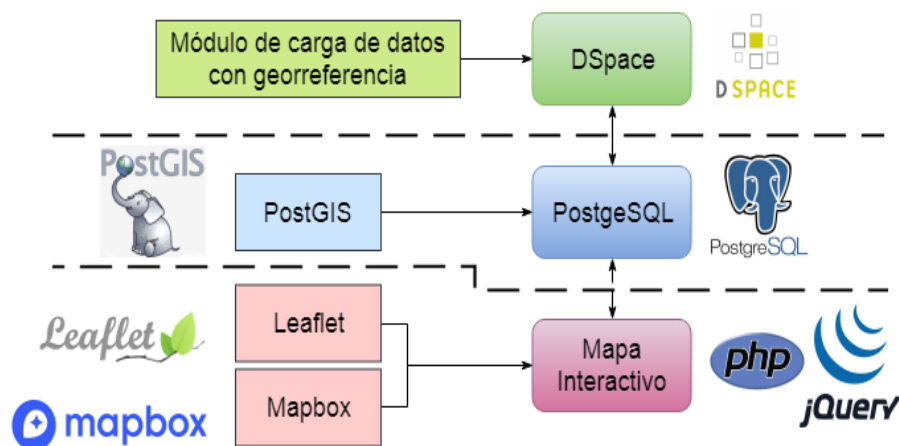 Módulo de carga de datos
con georreferencia
DSpace
D SPACE
PostGIS
PostGIS
PostgeSQL
PostgreSQL
Leaflet
Leaflet
Mapa
Interactivo
php
jQuery
Mapbox
mapbox